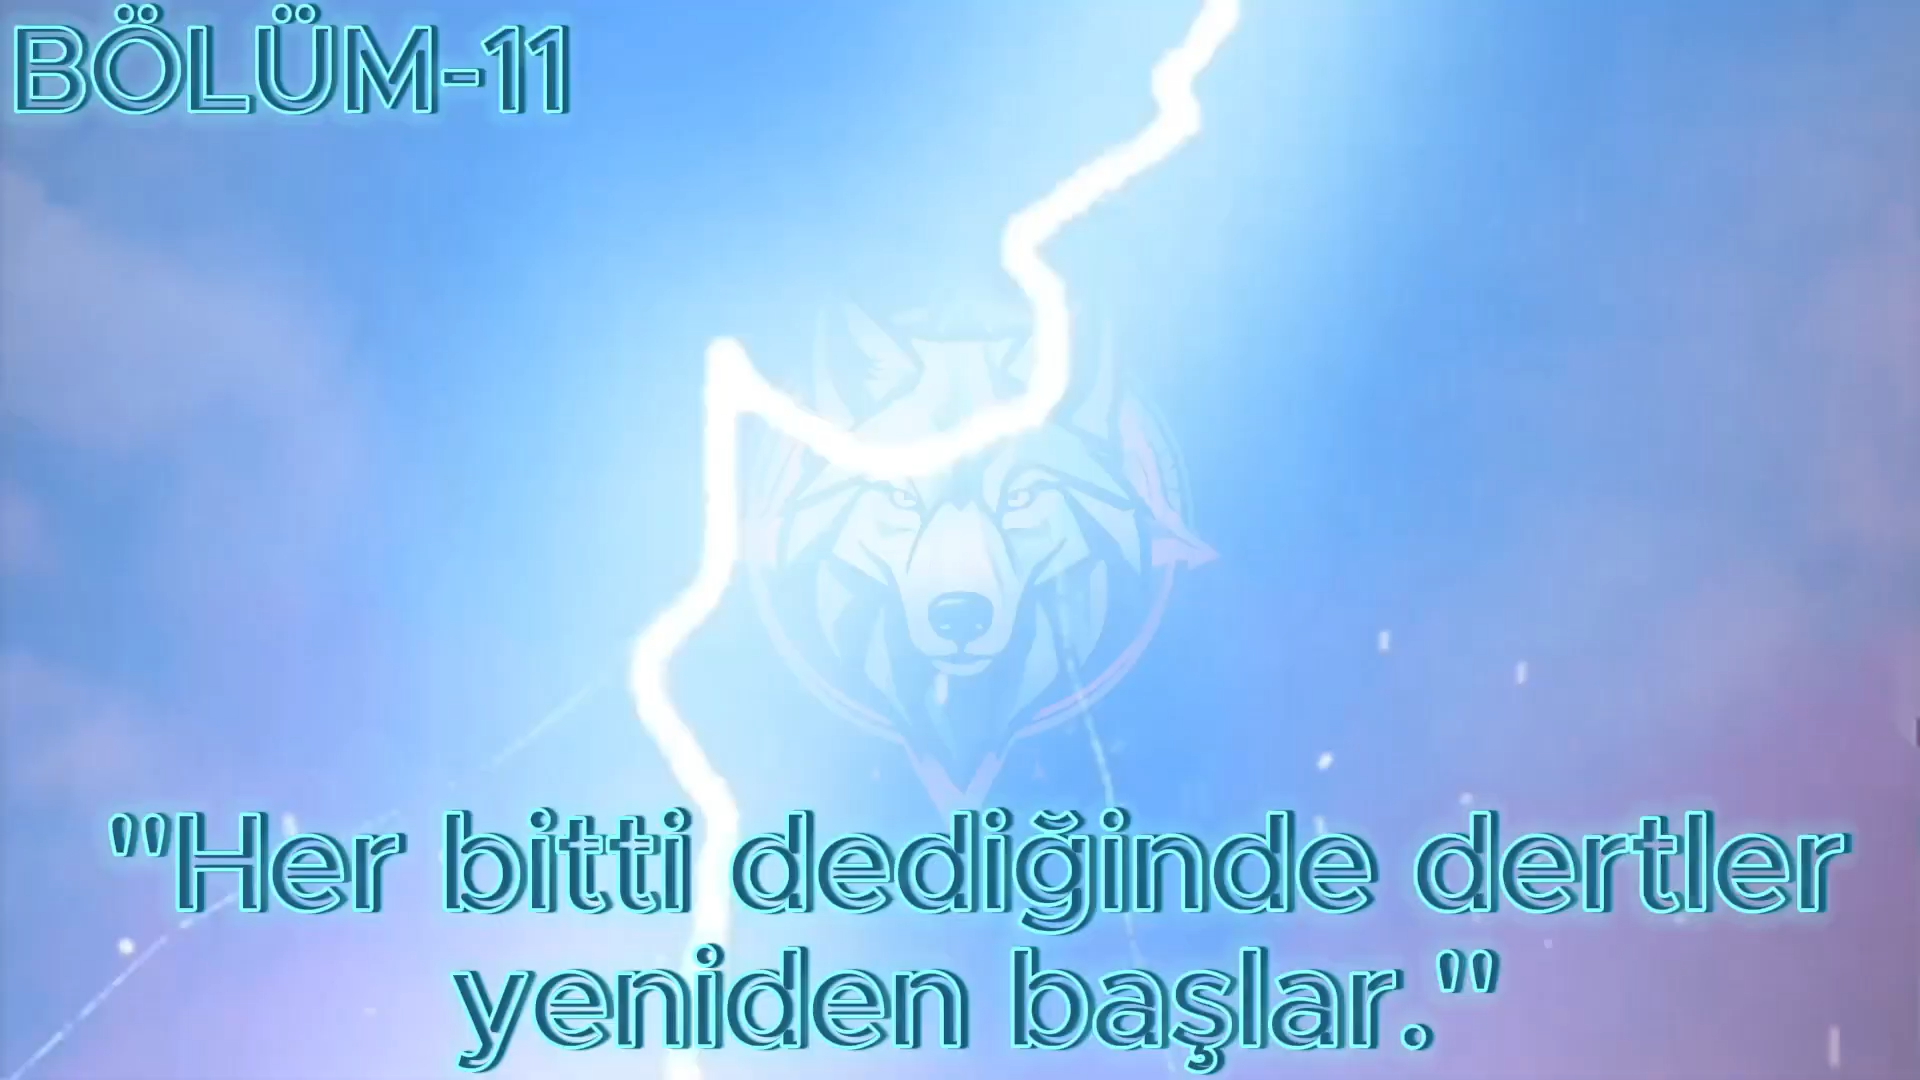 BÖLÜM-11
"Her bitti dediğinde dertler
yeniden başlar."